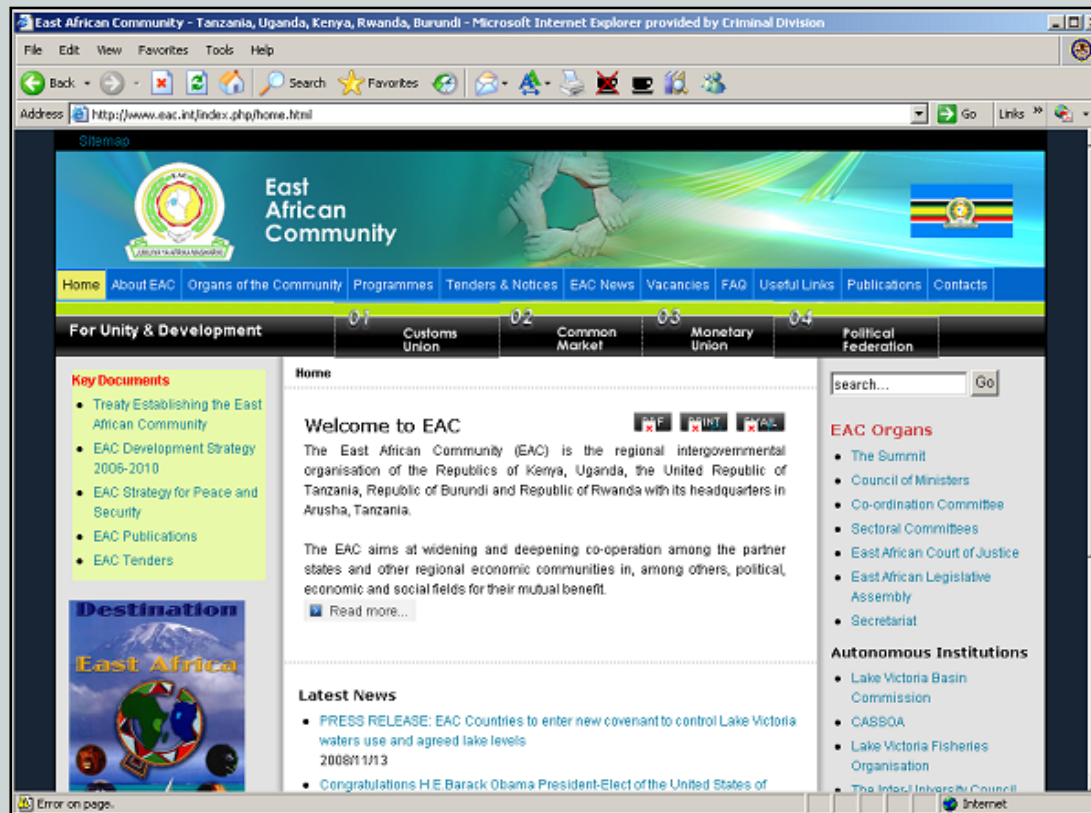 East African Community - Tanzania, Uganda, Kenya, Rwanda, Burundi - Microsoft Internet Explorer provided by Criminal Division
File Edit View Favorites Tools Help
Back Search Favorites
Address http://www.eac.int/index.php/home.html Go Links »
Sitemap
East
African
Community
Home About EAC Organs of the Community Programmes Tenders & Notices EAC News Vacancies FAQ Useful Links Publications Contacts
For Unity & Development
01 Customs
Union
02 Common
Market
03 Monetary
Union
04 Political
Federation
Key Documents
Treaty Establishing the East
African Community
EAC Development Strategy
2006-2010
EAC Strategy for Peace and
Security
EAC Publications
EAC Tenders
Destination
East Africa
Home
Welcome to EAC
PDF PRINT EMAIL
The East African Community (EAC) is the regional intergovernmental
organisation of the Republics of Kenya, Uganda, the United Republic of
Tanzania, Republic of Burundi and Republic of Rwanda with its headquarters in
Arusha, Tanzania.
The EAC aims at widening and deepening co-operation among the partner
states and other regional economic communities in, among others, political,
economic and social fields for their mutual benefit.
Read more...
Latest News
PRESS RELEASE: EAC Countries to enter new covenant to control Lake Victoria
waters use and agreed lake levels
2008/11/13
Congratulations H.E.Barack Obama President-Elect of the United States of
search... Go
EAC Organs
The Summit
Council of Ministers
Co-ordination Committee
Sectoral Committees
East African Court of Justice
East African Legislative
Assembly
Secretariat
Autonomous Institutions
Lake Victoria Basin
Commission
CASSOA
Lake Victoria Fisheries
Organisation
The Inter-University Council
Error on page.
Internet